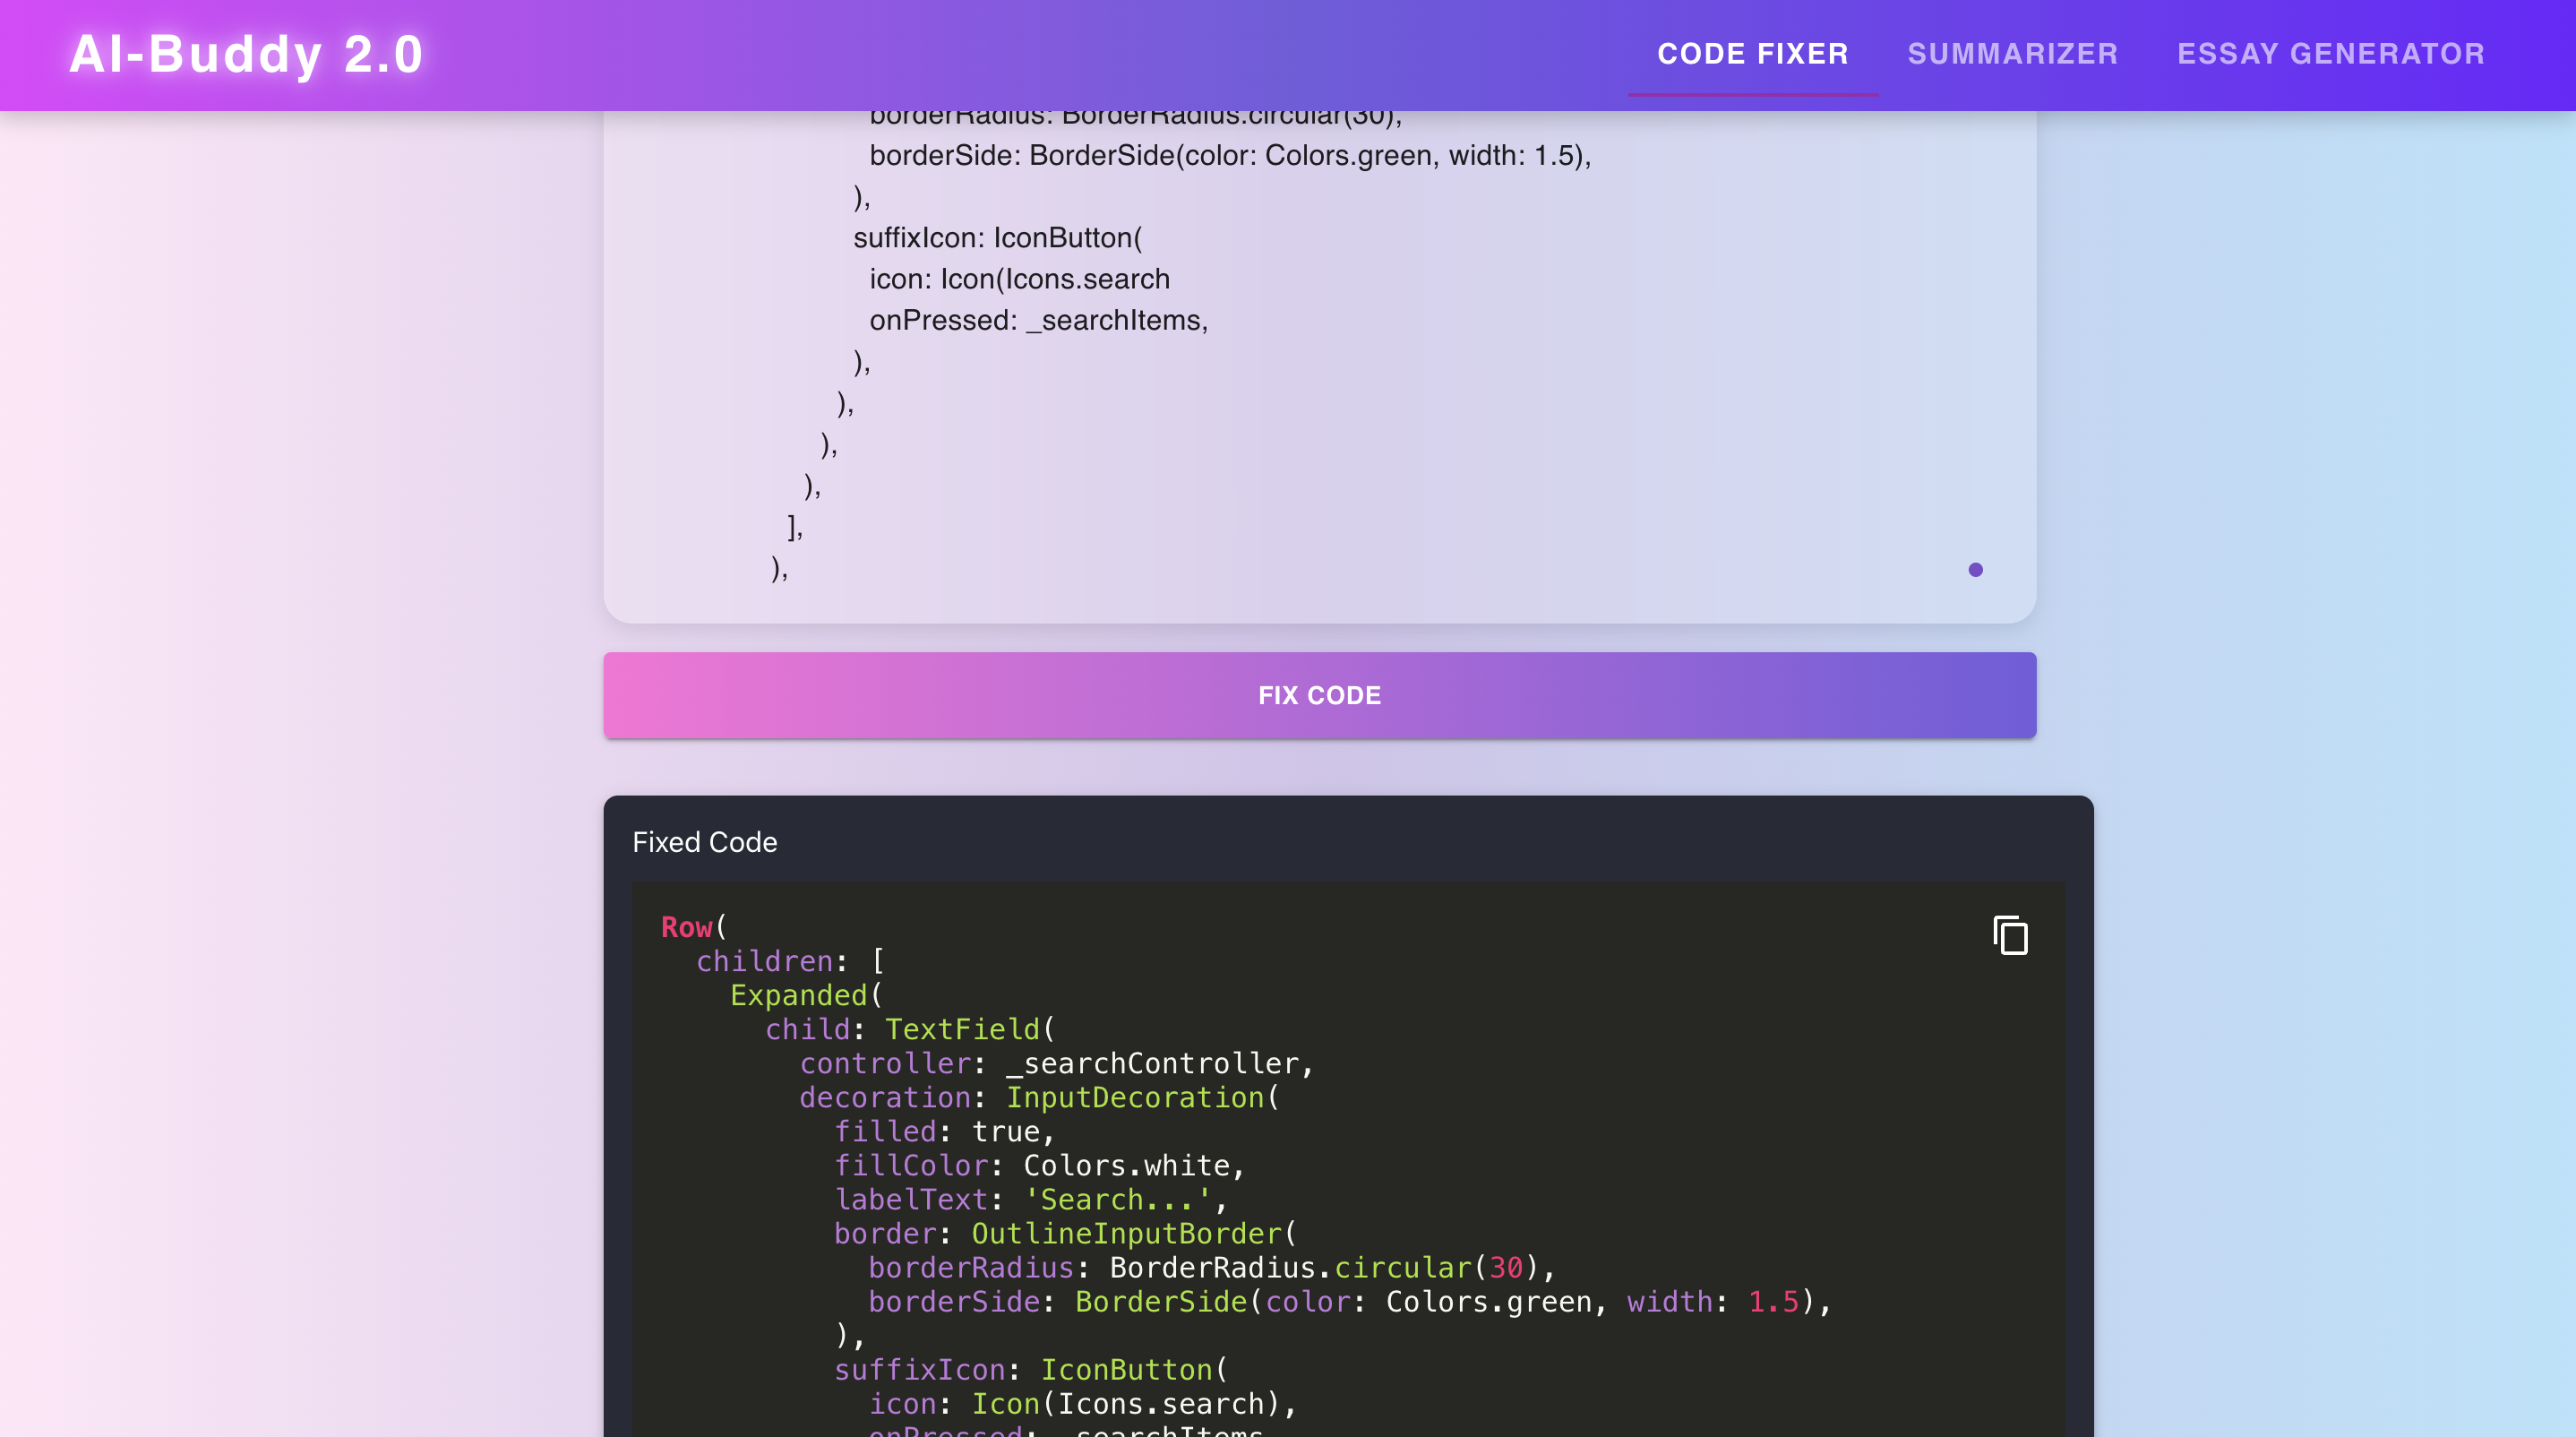 AI-Buddy 2.0
CODE FIXER
SUMMARIZER
ESSAY GENERATOR
borderRadius: BorderRadius.circular(30),
borderSide: BorderSide(color: Colors.green, width: 1.5),
),
suffixIcon: IconButton(
icon: Icon(Icons.search
onPressed: _searchItems,
),
),
),
),
],
),
FIX CODE
Fixed Code
Row(
children: [
Expanded(
child: TextField(
controller: _searchController,
decoration: InputDecoration(
filled: true,
fillColor: Colors.white,
labelText: 'Search...',
border: OutlineInputBorder(
borderRadius: BorderRadius.circular(30),
borderSide: BorderSide(color: Colors.green, width: 1.5),
),
suffixIcon: IconButton(
icon: Icon(Icons.search),
onPressed: _searchItems